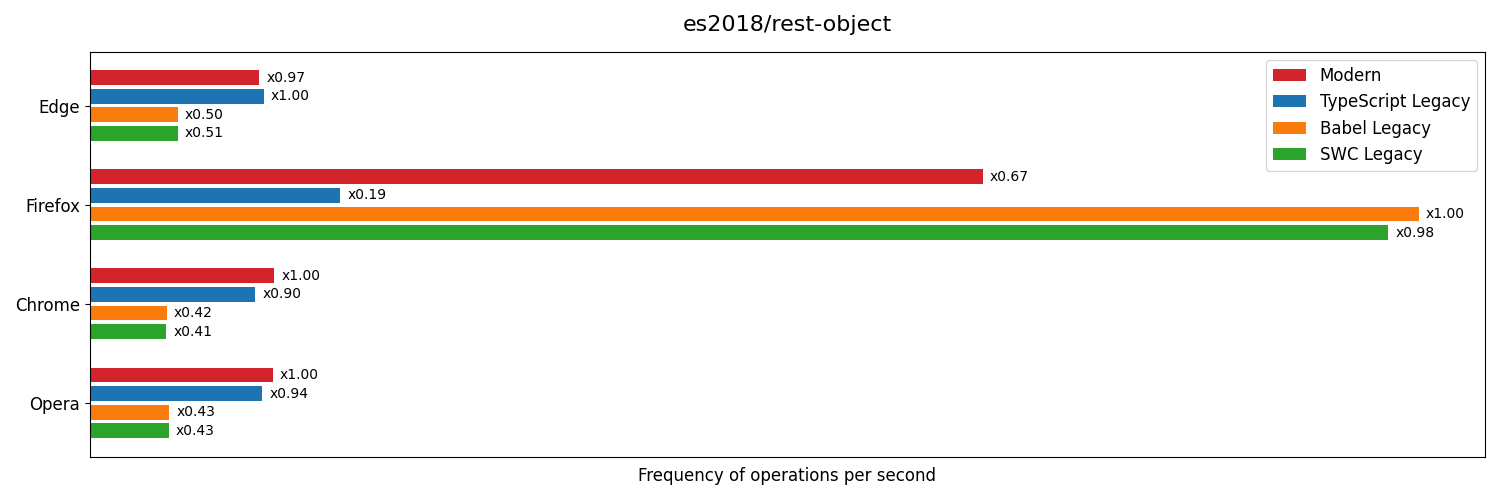 es2018/rest-object
Modern
TypeScript Legacy
Babel Legacy
SWC Legacy
Edge
x0.97
x1.00
x0.50
x0.51
Firefox
x0.67
x0.19
x1.00
x0.98
Chrome
x1.00
x0.90
x0.42
x0.41
Opera
x1.00
x0.94
x0.43
x0.43
Frequency of operations per second